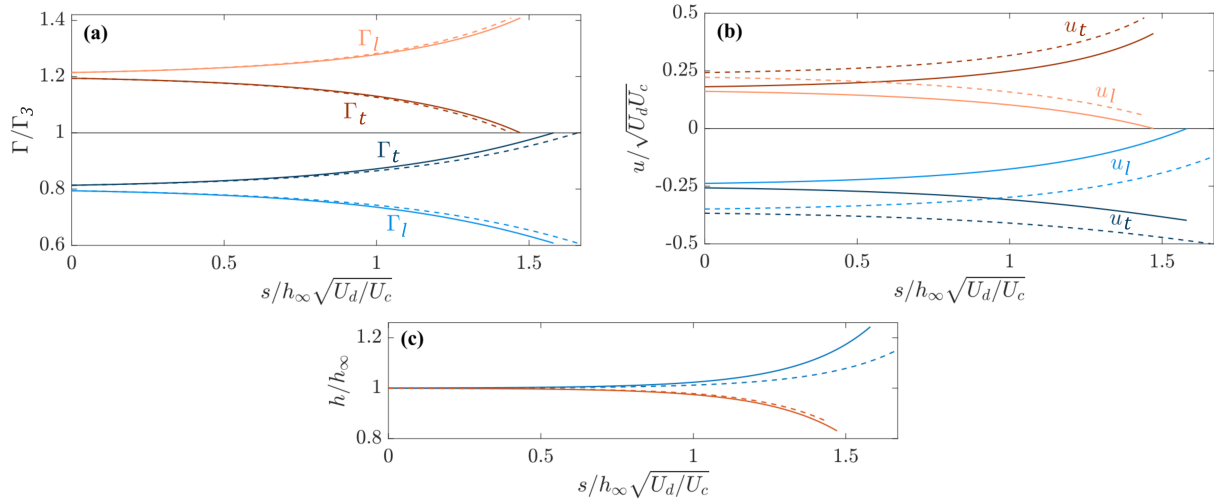 (a)
Γ/Γ₃
1.4
1.2
1
0.8
0.6
Γ_l
Γ_t
Γ_t
Γ_l
0 0.5 1 1.5
s/h_∞√U_d/U_c
(b)
u/√U_dU_c
0.5
0.25
0
-0.25
-0.5
u_t
u_l
u_l
u_t
0 0.5 1 1.5
s/h_∞√U_d/U_c
(c)
h/h_∞
1.2
1
0.8
0 0.5 1 1.5
s/h_∞√U_d/U_c